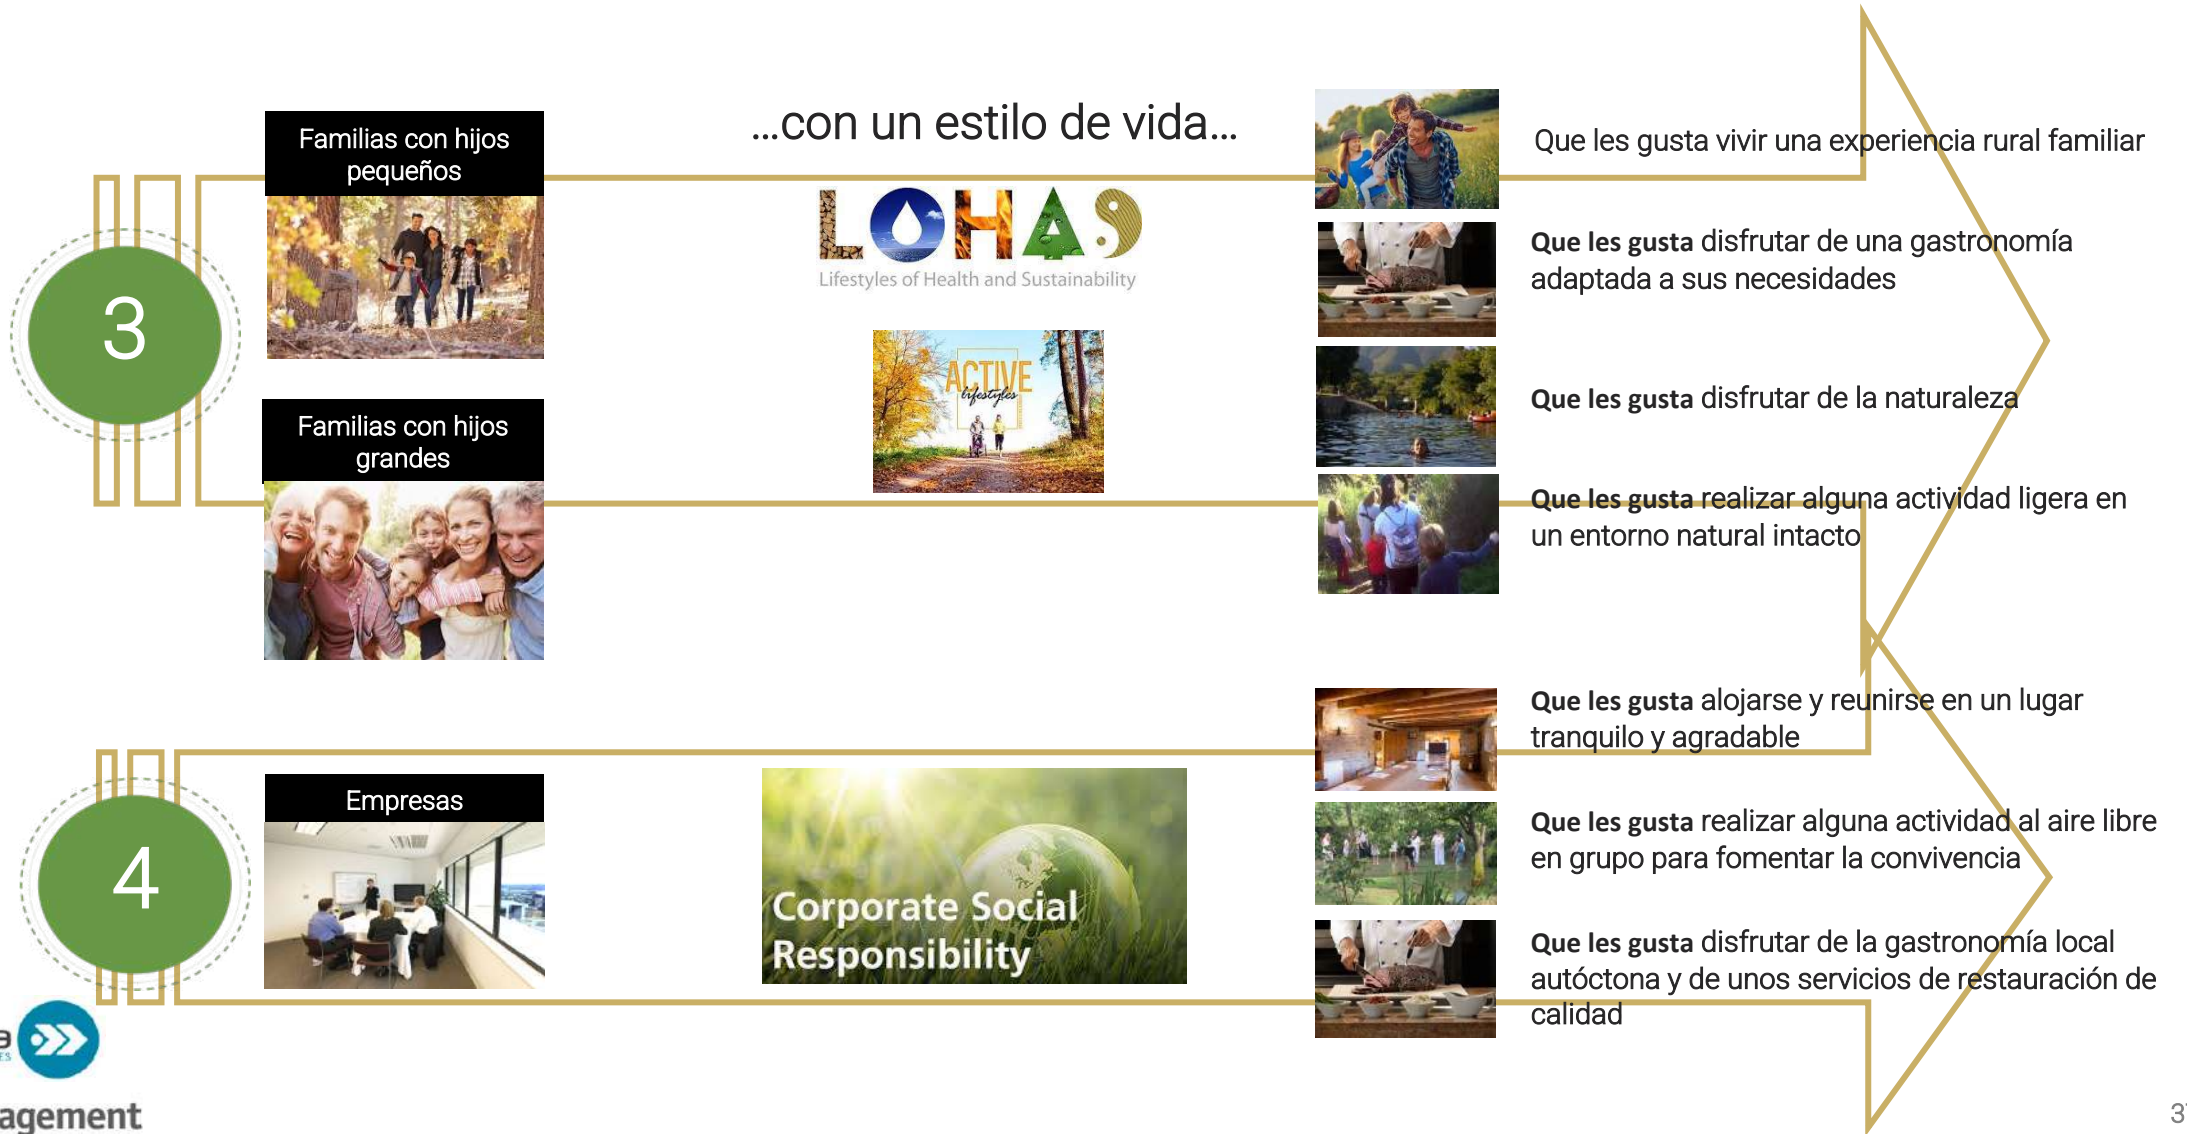 ...con un estilo de vida...
3
Familias con hijos
pequeños
Familias con hijos
grandes
LOHAS
Lifestyles of Health and Sustainability
ACTIVE
lifestyles
Que les gusta vivir una experiencia rural familiar
Que les gusta disfrutar de una gastronomía
adaptada a sus necesidades
Que les gusta disfrutar de la naturaleza
Que les gusta realizar alguna actividad ligera en
un entorno natural intacto
4
Empresas
Corporate Social
Responsibility
Que les gusta alojarse y reunirse en un lugar
tranquilo y agradable
Que les gusta realizar alguna actividad al aire libre
en grupo para fomentar la convivencia
Que les gusta disfrutar de la gastronomía local
autóctona y de unos servicios de restauración de
calidad
agement